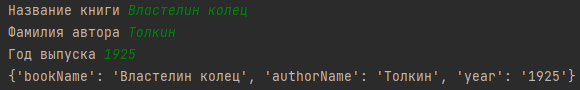 Название книги Властелин колец
Фамилия автора Толкин
Год выпуска 1925
{'bookName': 'Властелин колец', 'authorName': 'Толкин', 'year': '1925'}